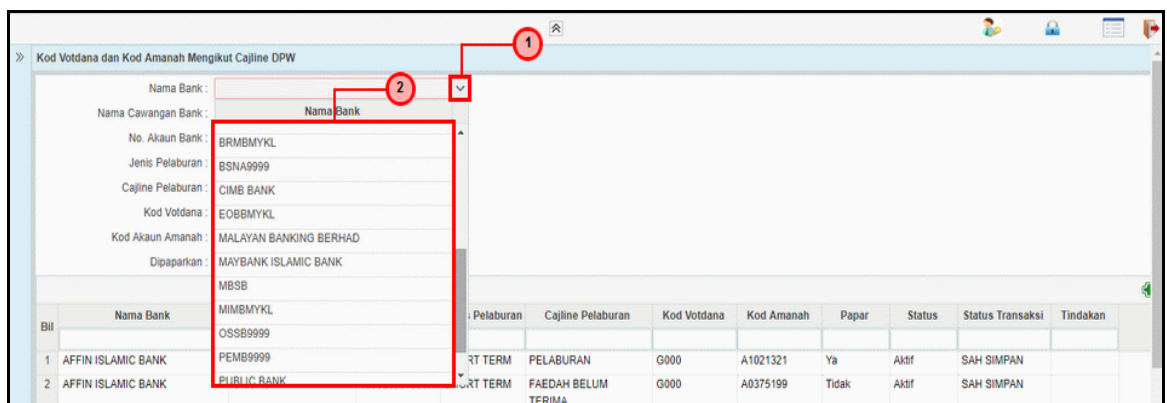 1
Kod Votdana dan Kod Amanah Mengikut Cajline DPW
Nama Bank :
2
Nama Cawangan Bank :
Nama Bank
No. Akaun Bank :
BRMBMYKL
Jenis Pelaburan :
BSNA9999
Cajline Pelaburan :
CIMB BANK
Kod Votdana :
EOBBMYKL
Kod Akaun Amanah :
MALAYAN BANKING BERHAD
Dipaparkan :
MAYBANK ISLAMIC BANK
MBSB
MIMBMYKL
OSSB9999
PEMB9999
PUBLIC BANK
Bil Nama Bank Pelaburan Cajline Pelaburan Kod Votdana Kod Amanah Papar Status Status Transaksi Tindakan
1 AFFIN ISLAMIC BANK RT TERM PELABURAN G000 A1021321 Ya Aktif SAH SIMPAN
2 AFFIN ISLAMIC BANK RT TERM FAEDAH BELUM G000 A0375199 Tidak Aktif SAH SIMPAN
TERIMA